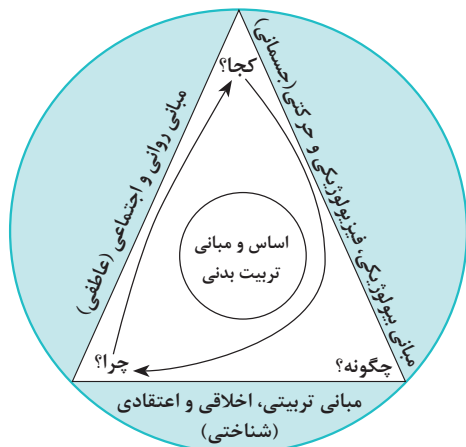 کجا؟
مبانی بیولوژیکی، فیزیولوژیکی و حرکتی (جسمانی)
مبانی روانی و اجتماعی (عاطفی)
اساس و مبانی
تربیت بدنی
چگونه؟
چرا؟
مبانی تربیتی، اخلاقی و اعتقادی
(شناختی)